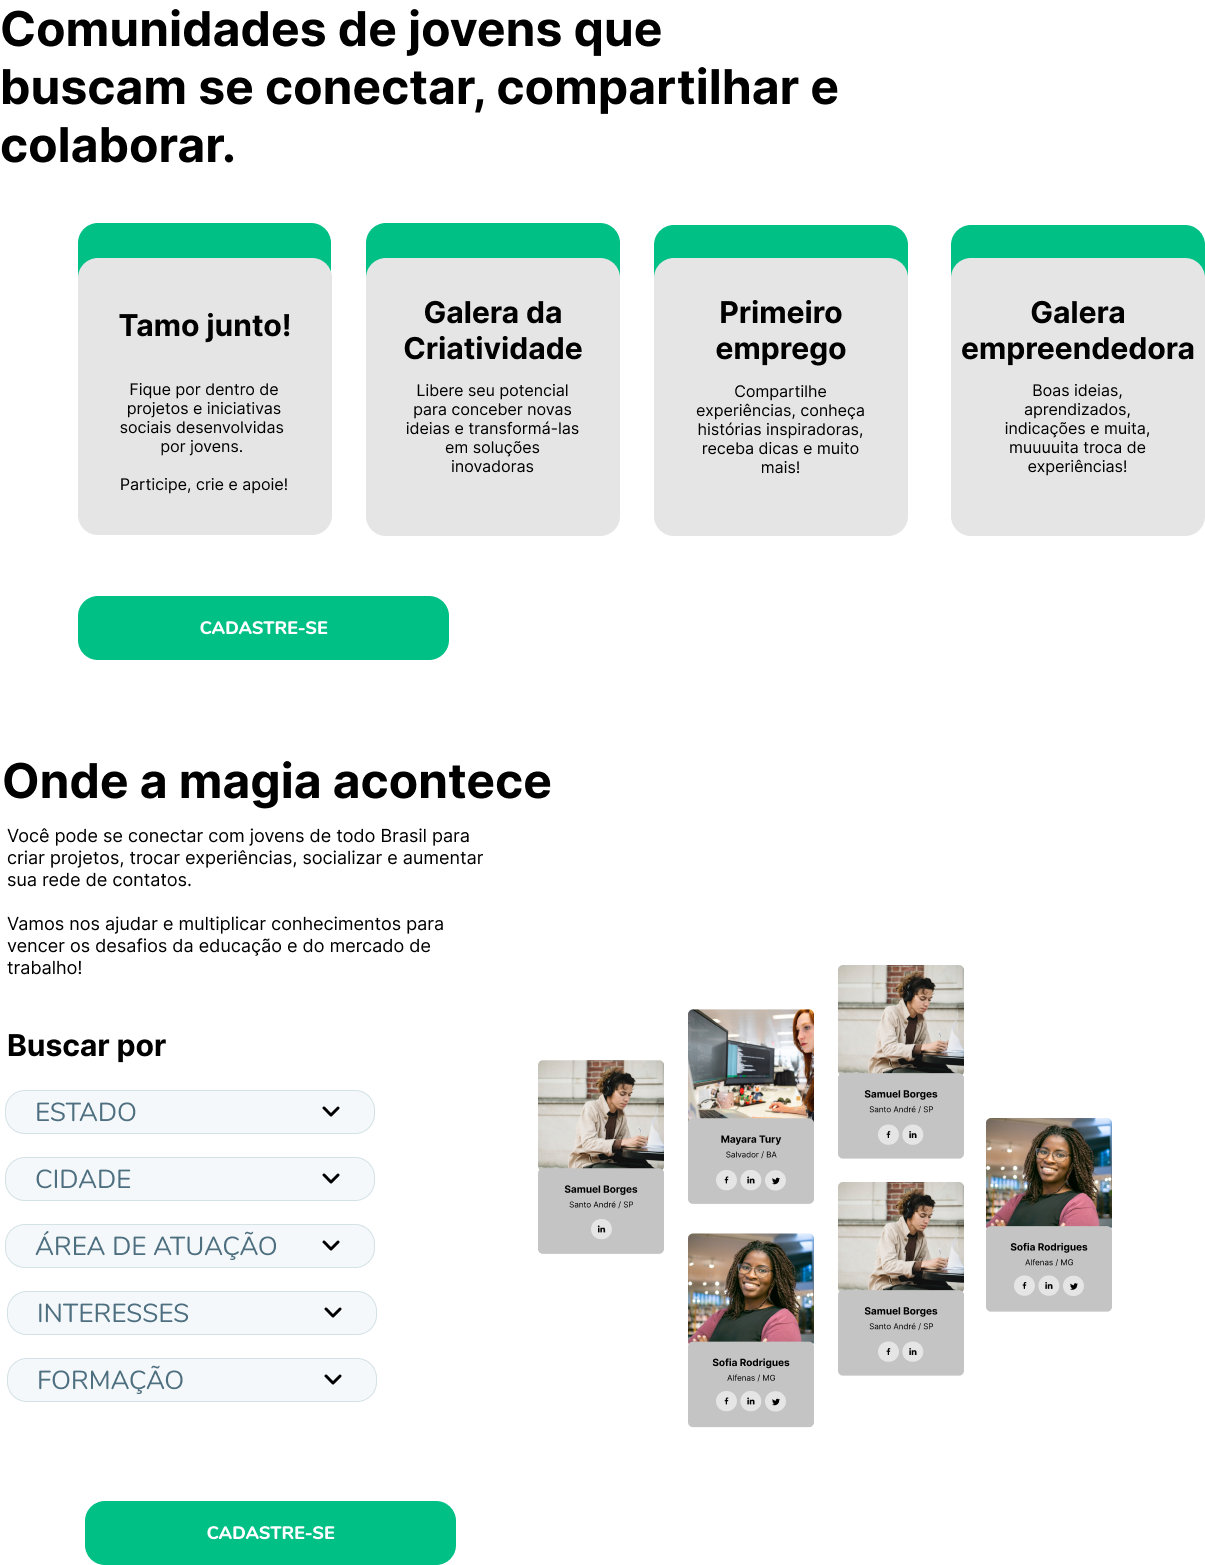 Comunidades de jovens que
buscam se conectar, compartilhar e
colaborar.
Tamo junto!
Fique por dentro de
projetos e iniciativas
sociais desenvolvidas
por jovens.
Participe, crie e apoie!
Galera da
Criatividade
Libere seu potencial
para conceber novas
ideias e transformá-las
em soluções
inovadoras
Primeiro
emprego
Compartilhe
experiências, conheça
histórias inspiradoras,
receba dicas e muito
mais!
Galera
empreendedora
Boas ideias,
aprendizados,
indicações e muita,
muuuuita troca de
experiências!
CADASTRE-SE
Onde a magia acontece
Você pode se conectar com jovens de todo Brasil para
criar projetos, trocar experiências, socializar e aumentar
sua rede de contatos.
Vamos nos ajudar e multiplicar conhecimentos para
vencer os desafios da educação e do mercado de
trabalho!
Buscar por
ESTADO
CIDADE
ÁREA DE ATUAÇÃO
INTERESSES
FORMAÇÃO
Samuel Borges
Santo André / SP
Mayara Tury
Salvador / BA
Sofia Rodrigues
Alfenas / MG
Samuel Borges
Santo André / SP
Samuel Borges
Santo André / SP
Sofia Rodrigues
Alfenas / MG
CADASTRE-SE